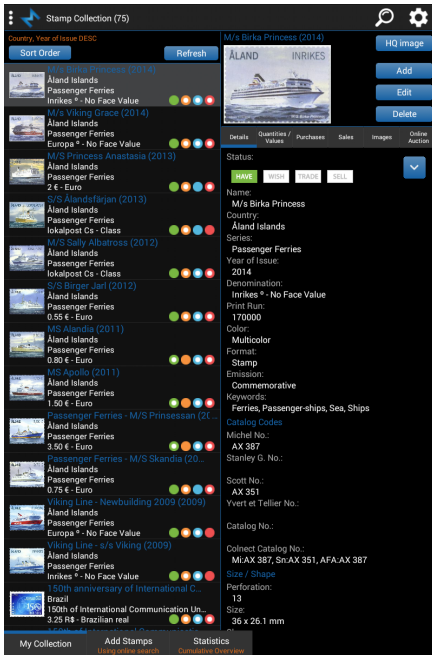 Stamp Collection (75)
Country, Year of Issue DESC
Sort Order
Refresh
M/s Birka Princess (2014)
Åland Islands
Passenger Ferries
Inrikes º - No Face Value
M/s Viking Grace (2014)
Åland Islands
Passenger Ferries
Europa º - No Face Value
M/S Princess Anastasia (2013)
Åland Islands
Passenger Ferries
2 € - Euro
S/S Ålandsfärjan (2013)
Åland Islands
Passenger Ferries
lokalpost Cs - Class
M/S Sally Albatross (2012)
Åland Islands
Passenger Ferries
lokalpost Cs - Class
S/S Birger Jarl (2012)
Åland Islands
Passenger Ferries
0.55 € - Euro
MS Alandia (2011)
Åland Islands
Passenger Ferries
0.80 € - Euro
MS Apollo (2011)
Åland Islands
Passenger Ferries
1.50 € - Euro
Passenger Ferries - M/S Prinsessan (20...
Åland Islands
Passenger Ferries
3.50 € - Euro
Passenger Ferries - M/S Skandia (20...
Åland Islands
Passenger Ferries
0.75 € - Euro
Viking Line - Newbuilding 2009 (2009)
Åland Islands
Passenger Ferries
Europa º - No Face Value
Viking Line - s/s Viking (2009)
Åland Islands
Passenger Ferries
Inrikes º - No Face Value
150th anniversary of International C...
Brazil
150th of International Communication Un...
3.25 R$ - Brazilian real
M/s Birka Princess (2014)
ÅLAND INRIKES
HQ image
Add
Edit
Delete
Details
Quantities / Values
Purchases
Sales
Images
Online Auction
Status:
HAVE
WISH
TRADE
SELL
Name:
M/s Birka Princess
Country:
Åland Islands
Series:
Passenger Ferries
Year of Issue:
2014
Denomination:
Inrikes º - No Face Value
Print Run:
170000
Color:
Multicolor
Format:
Stamp
Emission:
Commemorative
Keywords:
Ferries, Passenger-ships, Sea, Ships
Catalog Codes
Michel No.:
AX 387
Stanley G. No.:
Scott No.:
AX 351
Yvert et Tellier No.:
Catalog No.:
Colnect Catalog No.:
Mi:AX 387, Sn:AX 351, AFA:AX 387
Size / Shape
Perforation:
13
Size:
36 x 26.1 mm
My Collection
Add Stamps
Using online search
Statistics
Cumulative Overview